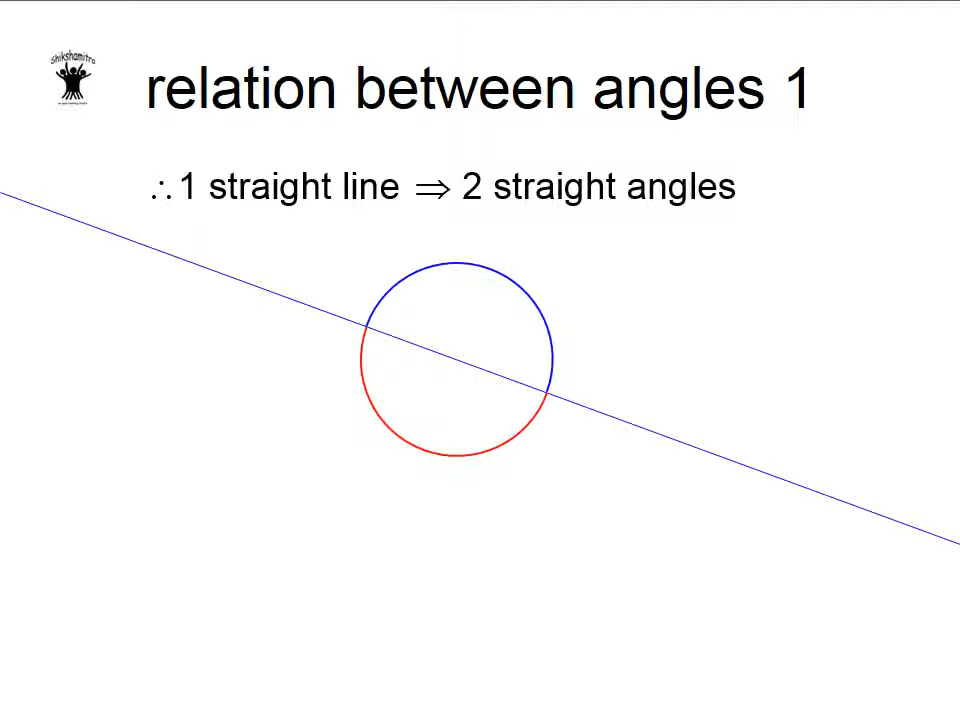 Shikshamitra
relation between angles 1
∴1 straight line ⇒ 2 straight angles